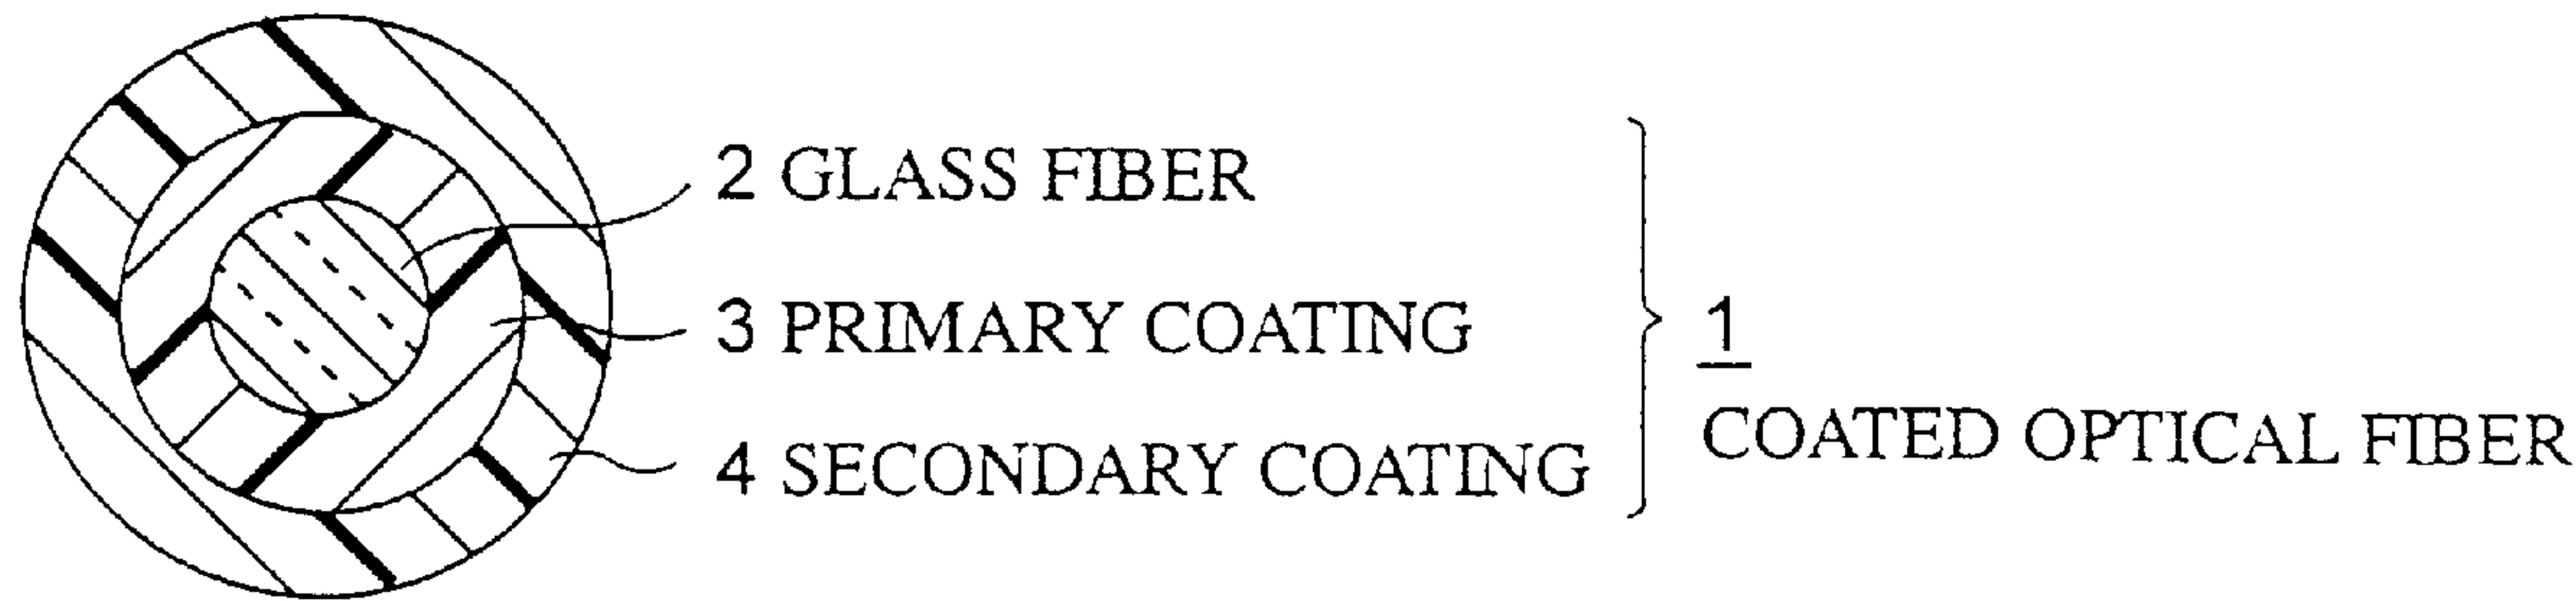 2 GLASS FIBER
3 PRIMARY COATING
4 SECONDARY COATING
1
COATED OPTICAL FIBER